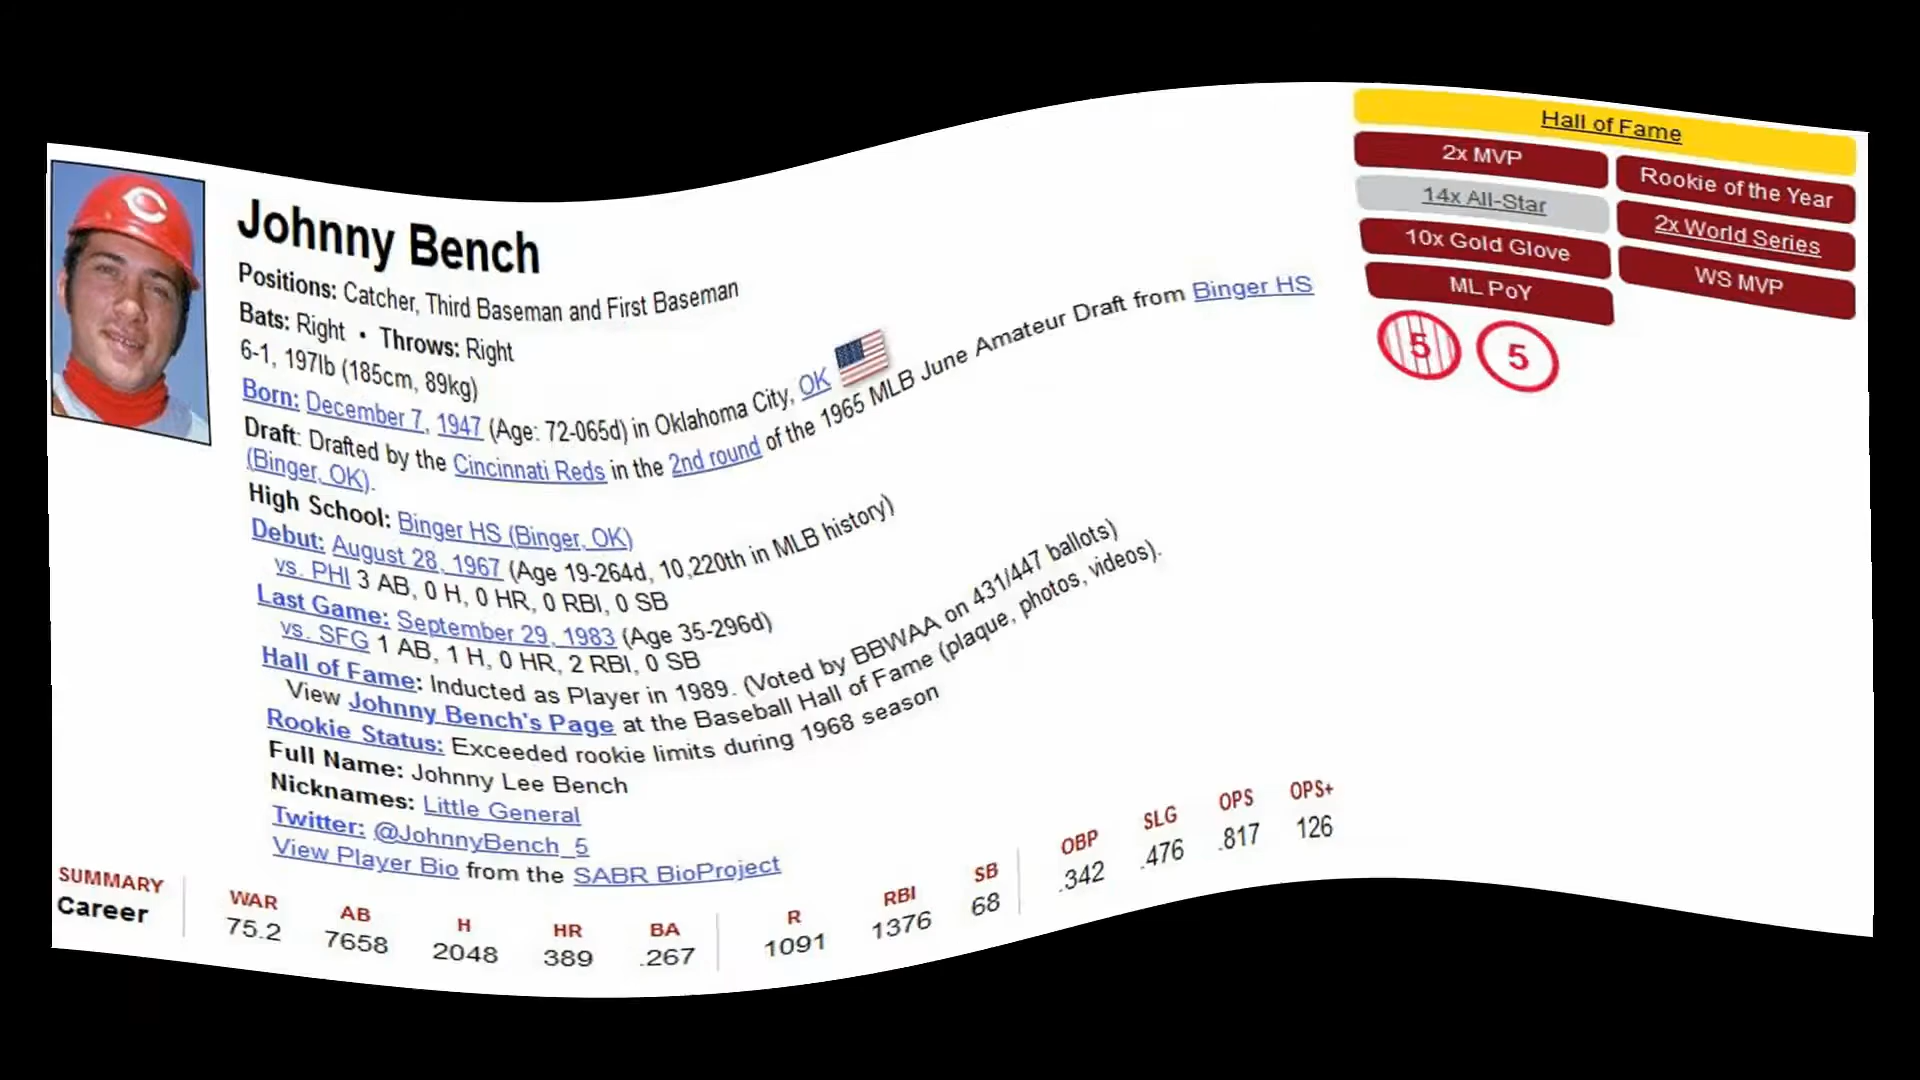 Johnny Bench
Positions: Catcher, Third Baseman and First Baseman
Bats: Right • Throws: Right
6-1, 197lb (185cm, 89kg)
Born: December 7, 1947 (Age: 72-065d) in Oklahoma City, OK
Draft: Drafted by the Cincinnati Reds in the 2nd round of the 1965 MLB June Amateur Draft from Binger HS
(Binger, OK).
High School: Binger HS (Binger, OK)
Debut: August 28, 1967 (Age 19-264d, 10,220th in MLB history)
vs. PHI 3 AB, 0 H, 0 HR, 0 RBI, 0 SB
Last Game: September 29, 1983 (Age 35-296d)
vs. SFG 1 AB, 1 H, 0 HR, 2 RBI, 0 SB
Hall of Fame: Inducted as Player in 1989. (Voted by BBWAA on 431/447 ballots)
View Johnny Bench's Page at the Baseball Hall of Fame (plaque, photos, videos).
Rookie Status: Exceeded rookie limits during 1968 season
Full Name: Johnny Lee Bench
Nicknames: Little General
Twitter: @JohnnyBench_5
View Player Bio from the SABR BioProject
Hall of Fame
2x MVP Rookie of the Year
14x All-Star 2x World Series
10x Gold Glove WS MVP
ML PoY
5 5
SUMMARY WAR AB H HR BA R RBI SB OBP SLG OPS OPS+
Career 75.2 7658 2048 389 .267 1091 1376 68 .342 .476 .817 126